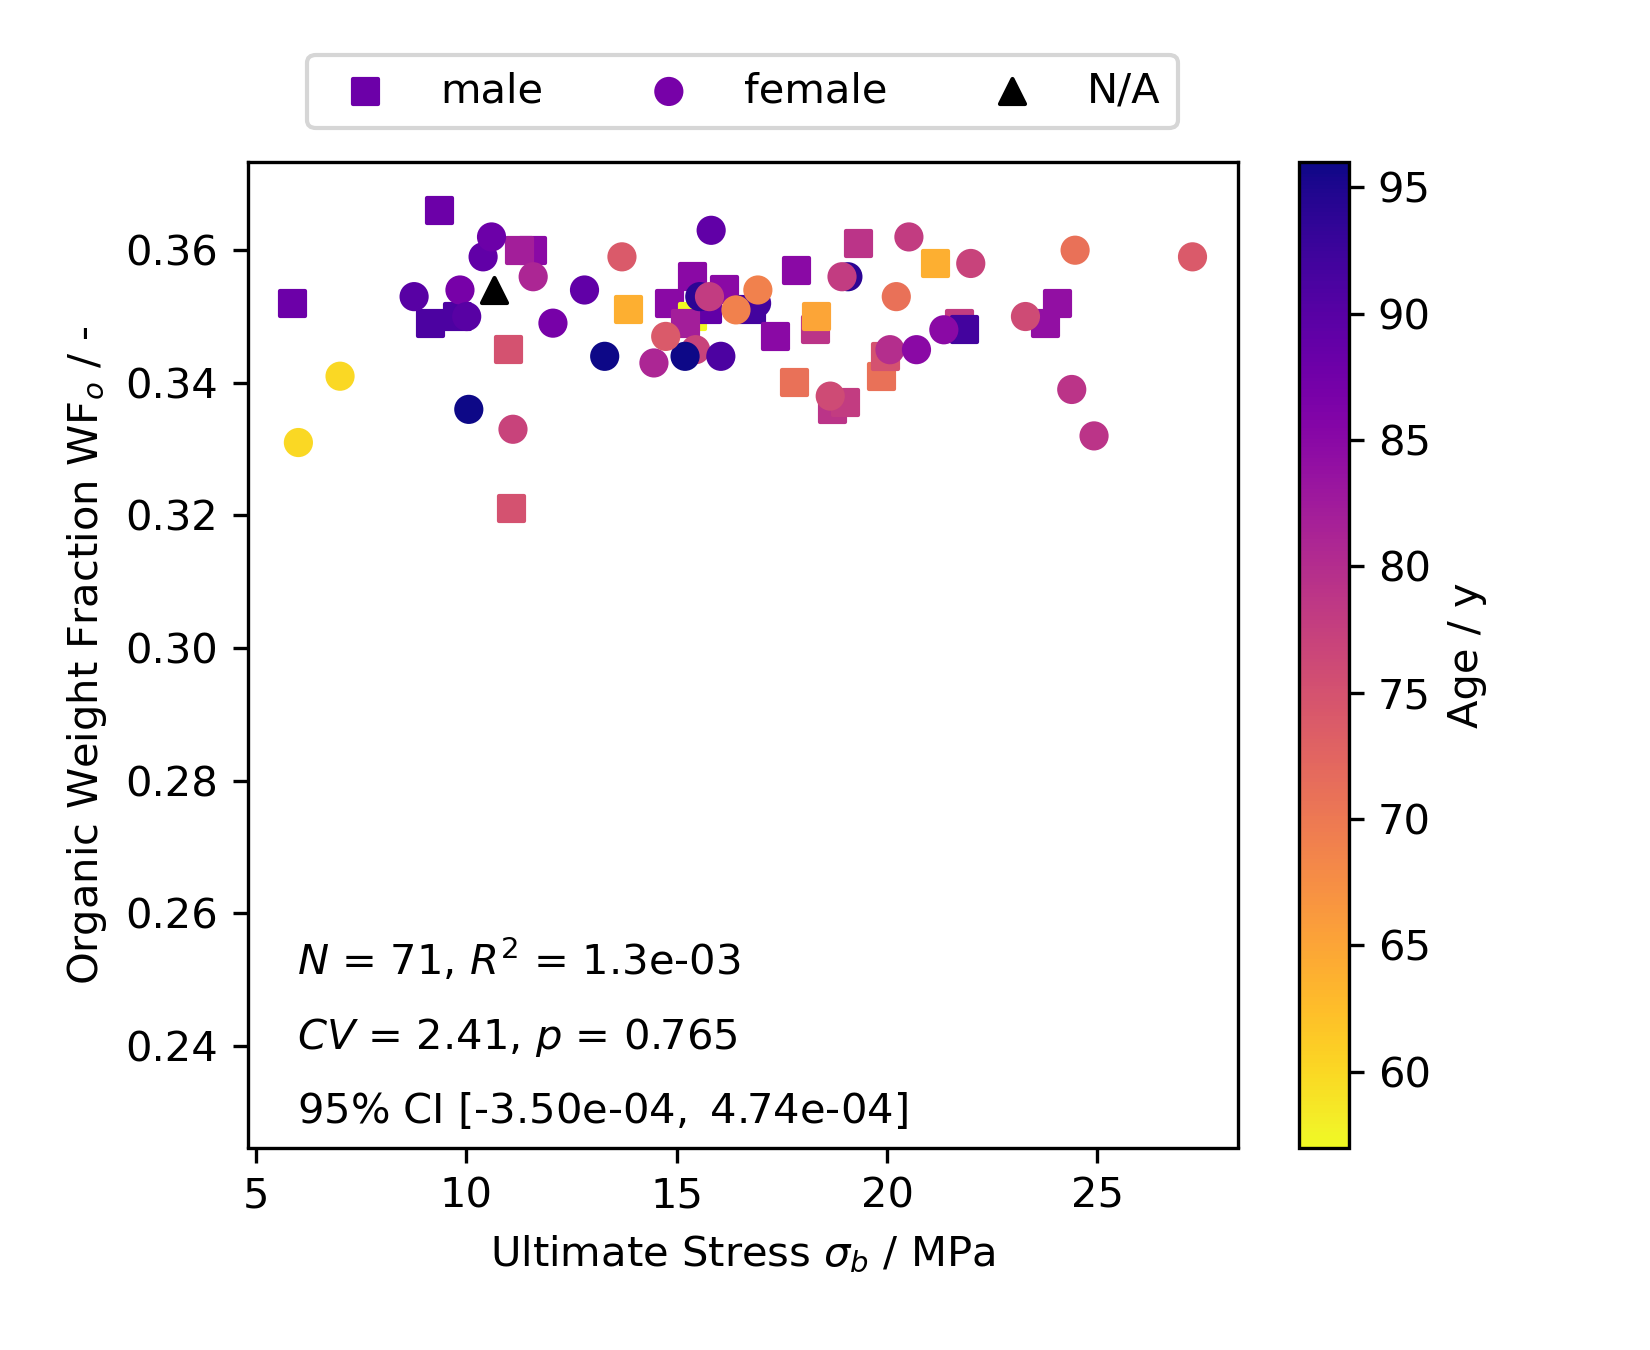 male female N/A
0.36
0.34
0.32
0.30
0.28
0.26
0.24
Organic Weight Fraction WFₒ / -
N = 71, R² = 1.3e-03
CV = 2.41, p = 0.765
95% CI [-3.50e-04, 4.74e-04]
5 10 15 20 25
Ultimate Stress σ_b / MPa
95
90
85
80
75
70
65
60
Age / y